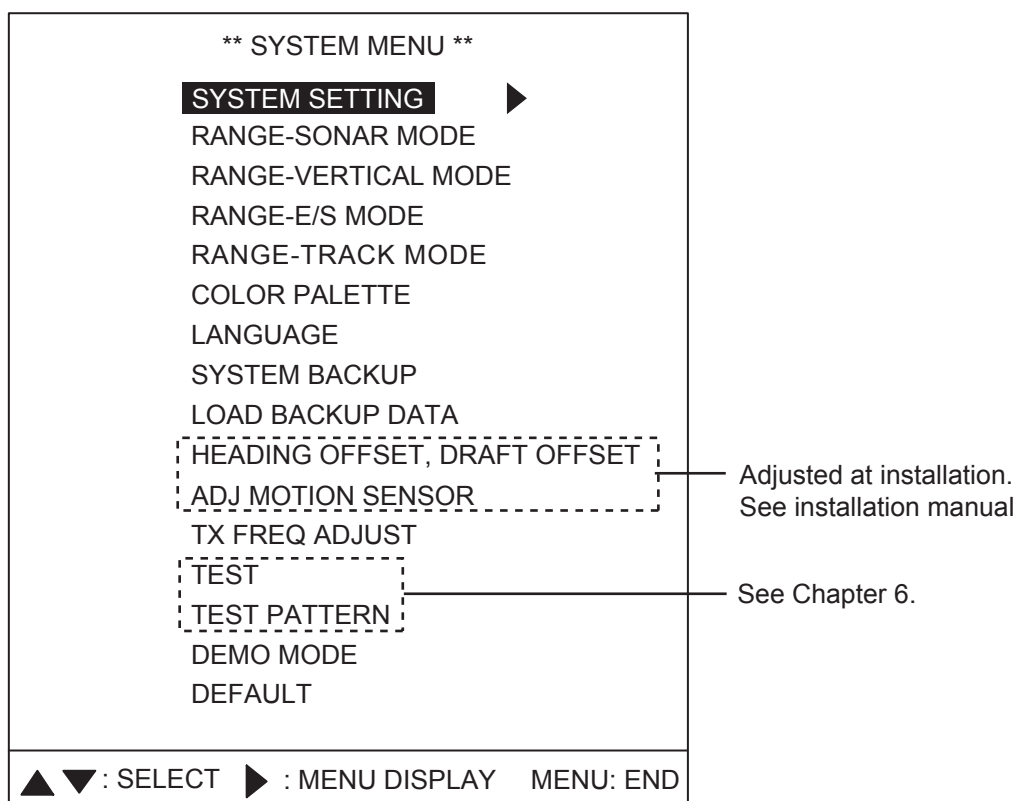 ** SYSTEM MENU **
SYSTEM SETTING ▶
RANGE-SONAR MODE
RANGE-VERTICAL MODE
RANGE-E/S MODE
RANGE-TRACK MODE
COLOR PALETTE
LANGUAGE
SYSTEM BACKUP
LOAD BACKUP DATA
HEADING OFFSET, DRAFT OFFSET
ADJ MOTION SENSOR
Adjusted at installation.
See installation manual
TX FREQ ADJUST
TEST
TEST PATTERN
See Chapter 6.
DEMO MODE
DEFAULT
▲ ▼: SELECT ▶ : MENU DISPLAY MENU: END